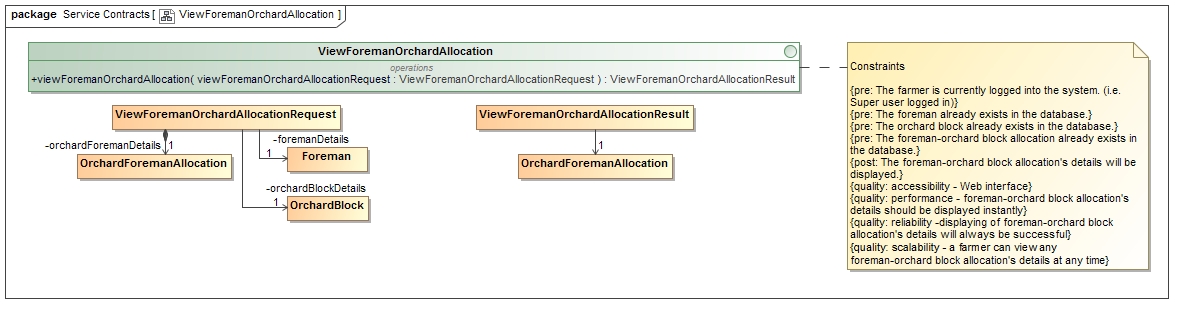 package Service Contracts [ ViewForemanOrchardAllocation ]
ViewForemanOrchardAllocation
operations
+viewForemanOrchardAllocation( viewForemanOrchardAllocationRequest : ViewForemanOrchardAllocationRequest ) : ViewForemanOrchardAllocationResult
ViewForemanOrchardAllocationRequest
-orchardForemanDetails
1
OrchardForemanAllocation
-foremanDetails
1
Foreman
-orchardBlockDetails
1
OrchardBlock
ViewForemanOrchardAllocationResult
1
OrchardForemanAllocation
Constraints
{pre: The farmer is currently logged into the system. (i.e.
Super user logged in)}
{pre: The foreman already exists in the database.}
{pre: The orchard block already exists in the database.}
{pre: The foreman-orchard block allocation already exists in
the database.}
{post: The foreman-orchard block allocation's details will be
displayed.}
{quality: accessibility - Web interface}
{quality: performance - foreman-orchard block allocation's
details should be displayed instantly}
{quality: reliability -displaying of foreman-orchard block
allocation's details will always be successful}
{quality: scalability - a farmer can view any
foreman-orchard block allocation's details at any time}